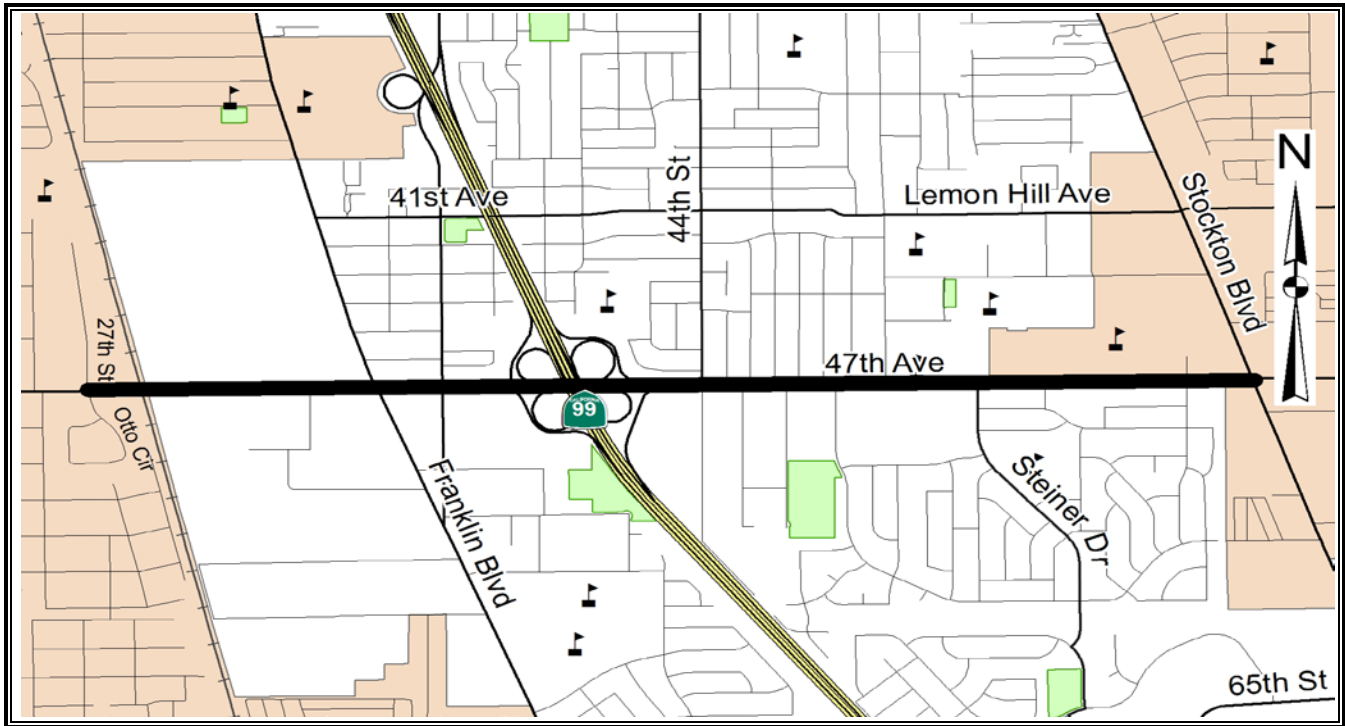 N
41st Ave
44th St
Lemon Hill Ave
Stockton Blvd
27th St
47th Ave
99
Otto Cir
Franklin Blvd
Steiner Dr
65th St